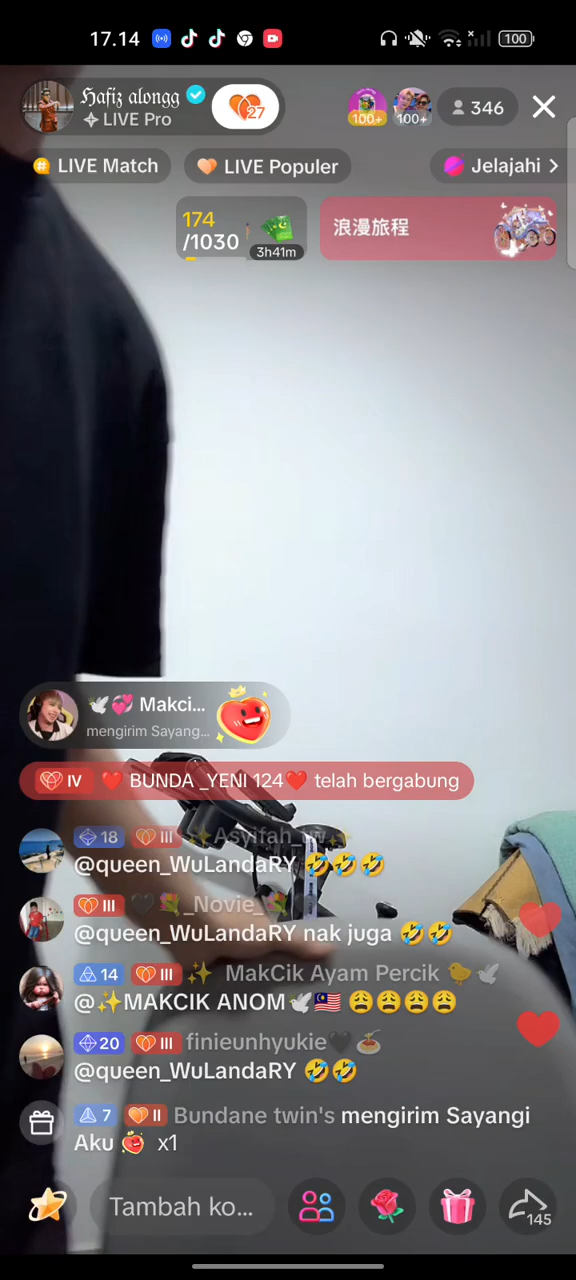 17.14
100
Hafiz alongg
LIVE Pro
27
100+
100+
346
LIVE Match
LIVE Populer
Jelajahi
174
/1030
3h41m
浪漫旅程
🕊️💞 Makci...
mengirim Sayang...
IV ❤️ BUNDA _YENI 124❤️ telah bergabung
18 III ✨Asyifah_
@queen_WuLandaRY 🤣🤣🤣
III 🖤💐_Novie_💐
@queen_WuLandaRY nak juga 🤣🤣
14 III ✨ MakCik Ayam Percik 🐤🕊️
@✨MAKCIK ANOM🕊️🇲🇾 😩😩😩😩
20 III finieunhyukie🖤🍝
@queen_WuLandaRY 🤣🤣
7 II Bundane twin's mengirim Sayangi
Aku x1
Tambah ko...
145